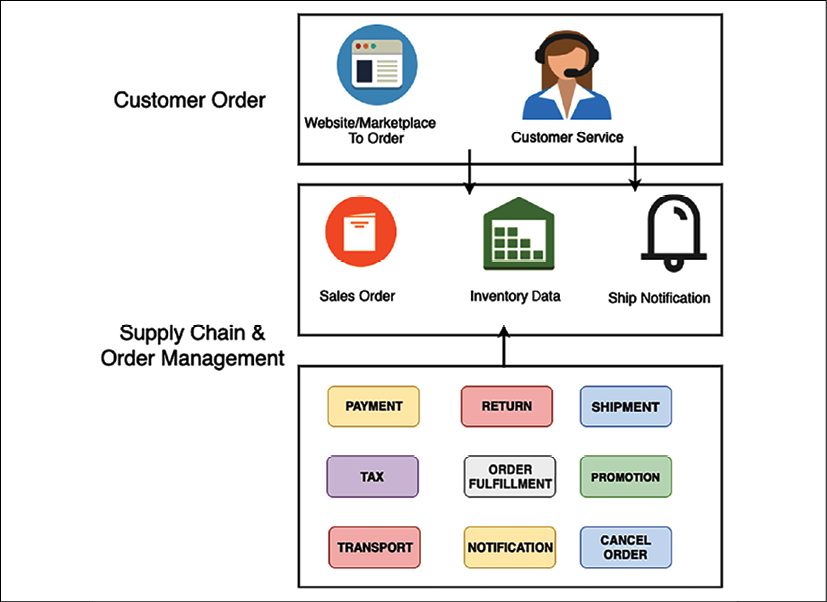 Customer Order
Website/Marketplace
To Order
Customer Service
Sales Order
Inventory Data
Ship Notification
Supply Chain &
Order Management
PAYMENT
RETURN
SHIPMENT
TAX
ORDER
FULFILLMENT
PROMOTION
TRANSPORT
NOTIFICATION
CANCEL
ORDER